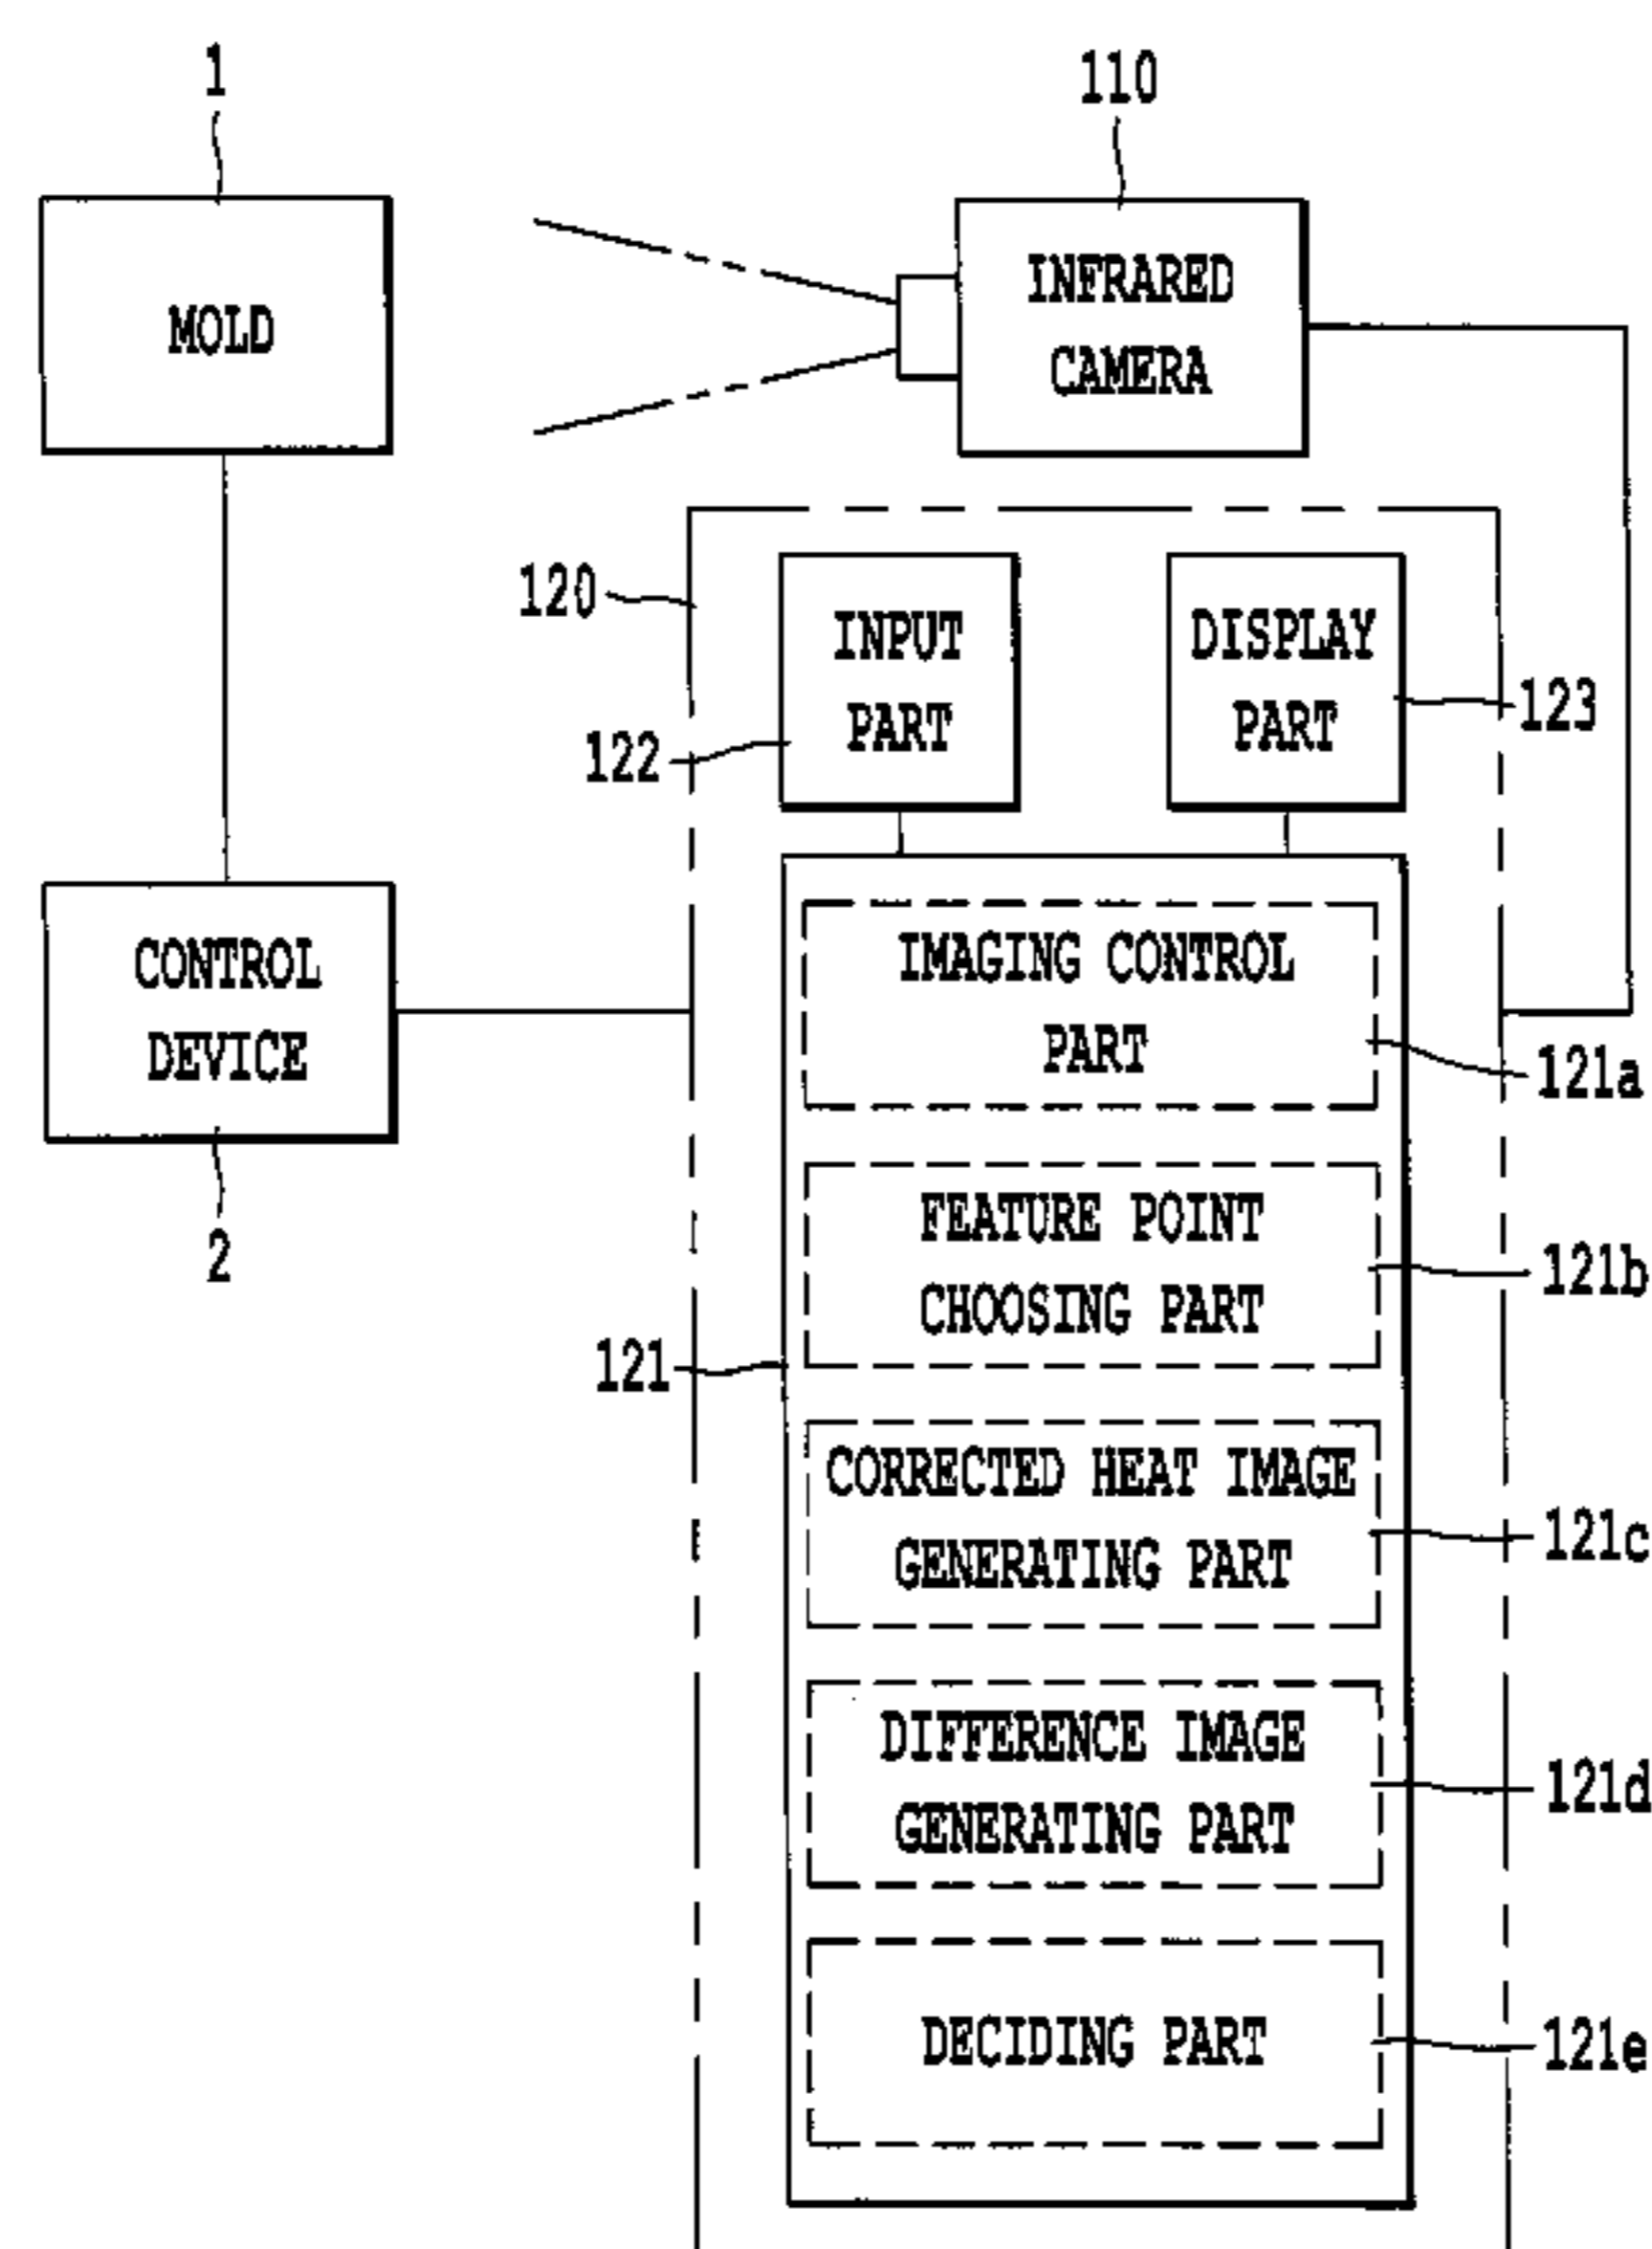 1
110
MOLD
INFRARED
CAMERA
120
INPUT
PART
122
DISPLAY
PART
123
CONTROL
DEVICE
2
IMAGING CONTROL
PART
121a
FEATURE POINT
CHOOSING PART
121b
121
CORRECTED HEAT IMAGE
GENERATING PART
121c
DIFFERENCE IMAGE
GENERATING PART
121d
DECIDING PART
121e